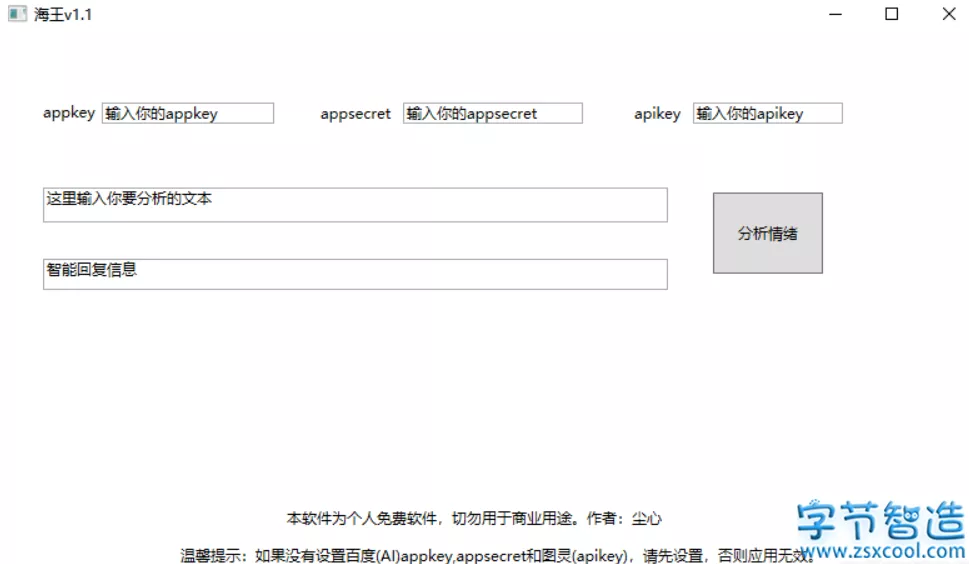 海王v1.1
appkey 输入你的appkey appsecret 输入你的appsecret apikey 输入你的apikey
这里输入你要分析的文本
分析情绪
智能回复信息
本软件为个人免费软件，切勿用于商业用途。作者：尘心
温馨提示：如果没有设置百度(AI)appkey,appsecret和图灵(apikey)，请先设置，否则应用无效。
字节智造
www.zsxcool.com